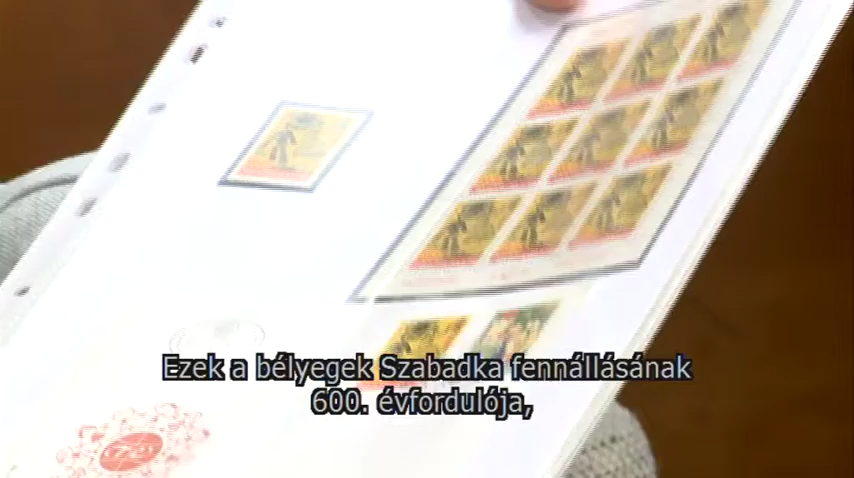 Ezek a bélyegek Szabadka fennállásának
600. évfordulója,